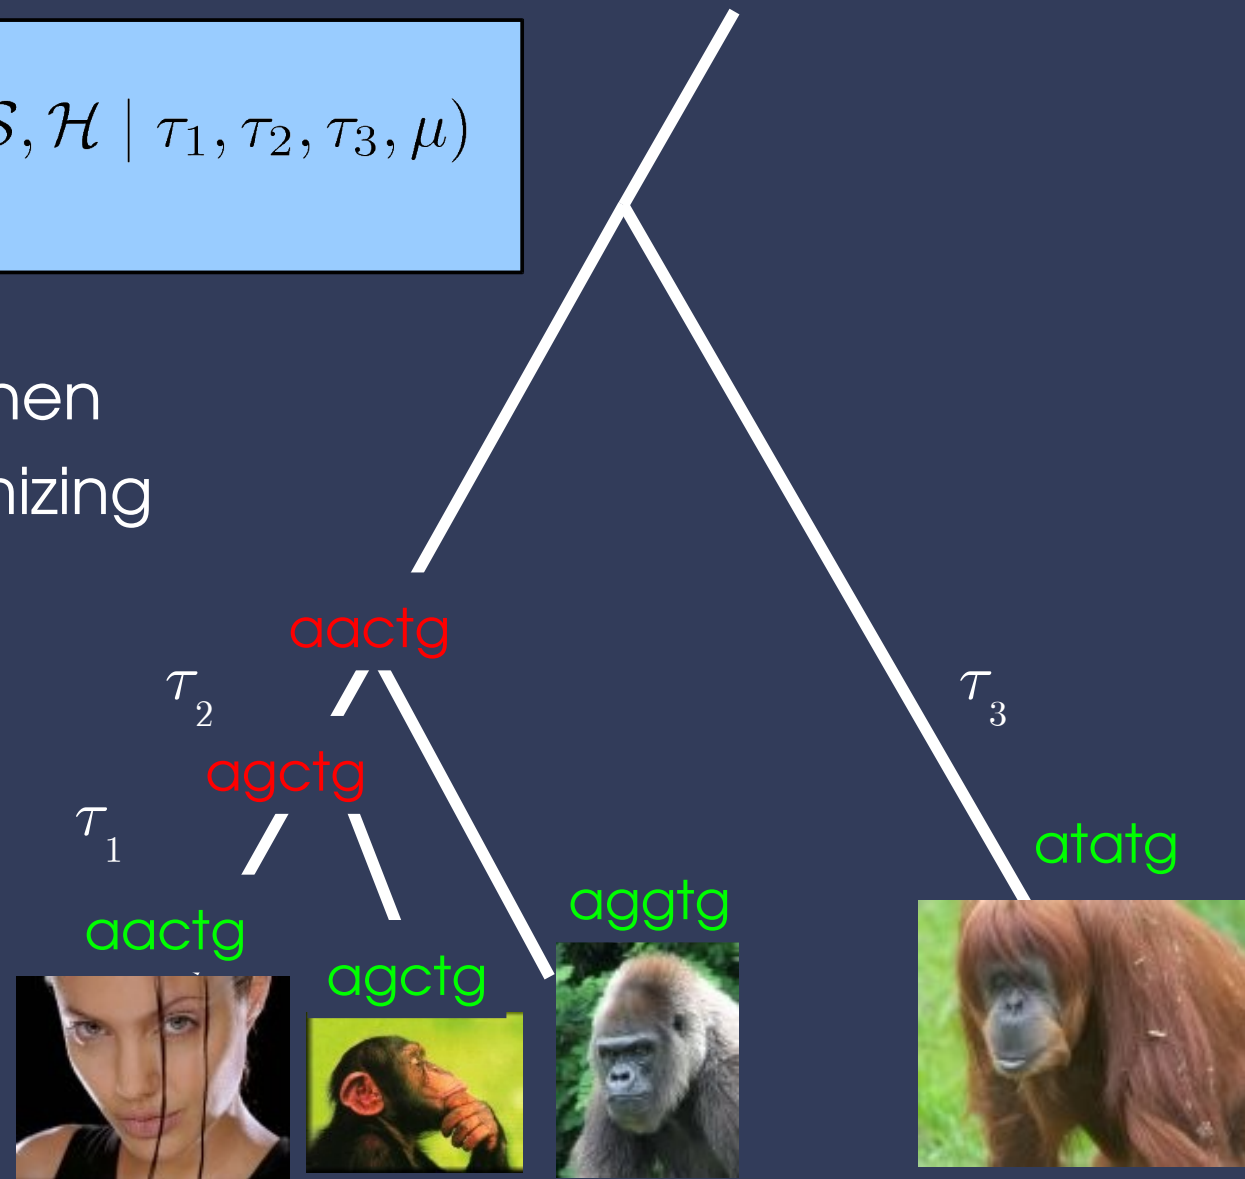 S, H | τ1, τ2, τ3, μ)
hen
nizing
aactg
τ2
τ3
agctg
τ1
atatg
aggtg
aactg
agctg